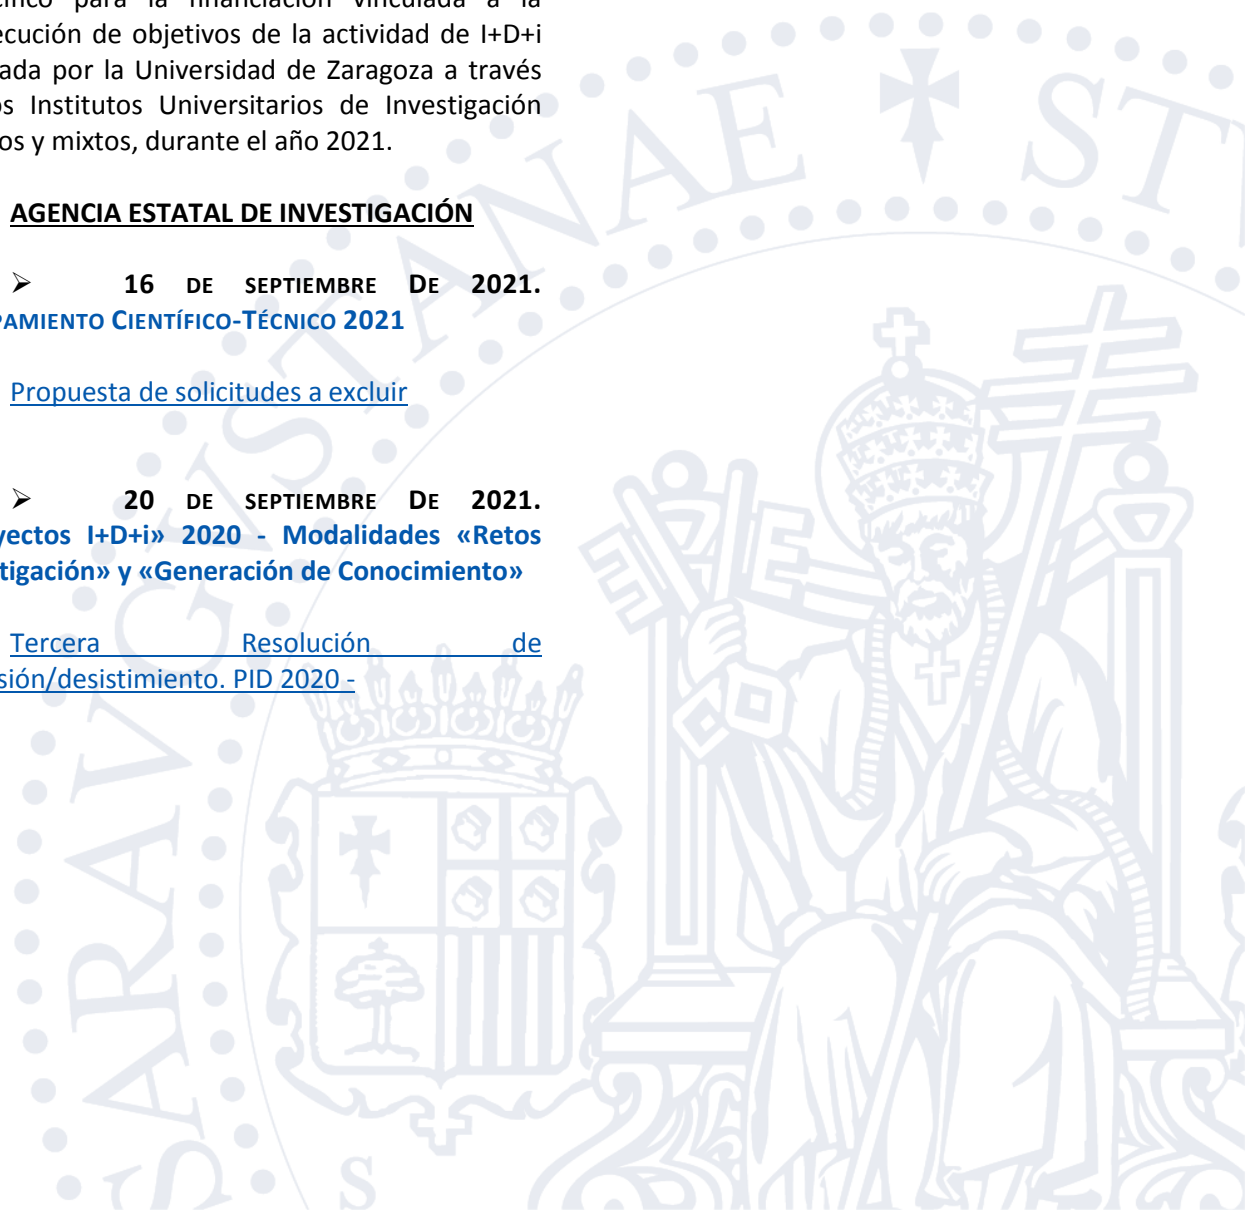 ífico para la financiación vinculada a la
ecución de objetivos de la actividad de I+D+i
ada por la Universidad de Zaragoza a través
os Institutos Universitarios de Investigación
os y mixtos, durante el año 2021.
AGENCIA ESTATAL DE INVESTIGACIÓN
➢ 16 DE SEPTIEMBRE DE 2021.
PAMIENTO CIENTÍFICO-TÉCNICO 2021
Propuesta de solicitudes a excluir
➢ 20 DE SEPTIEMBRE DE 2021.
yectos I+D+i» 2020 - Modalidades «Retos
tigación» y «Generación de Conocimiento»
Tercera Resolución de
sión/desistimiento. PID 2020 -
SARAVGVSTANAE ST
S